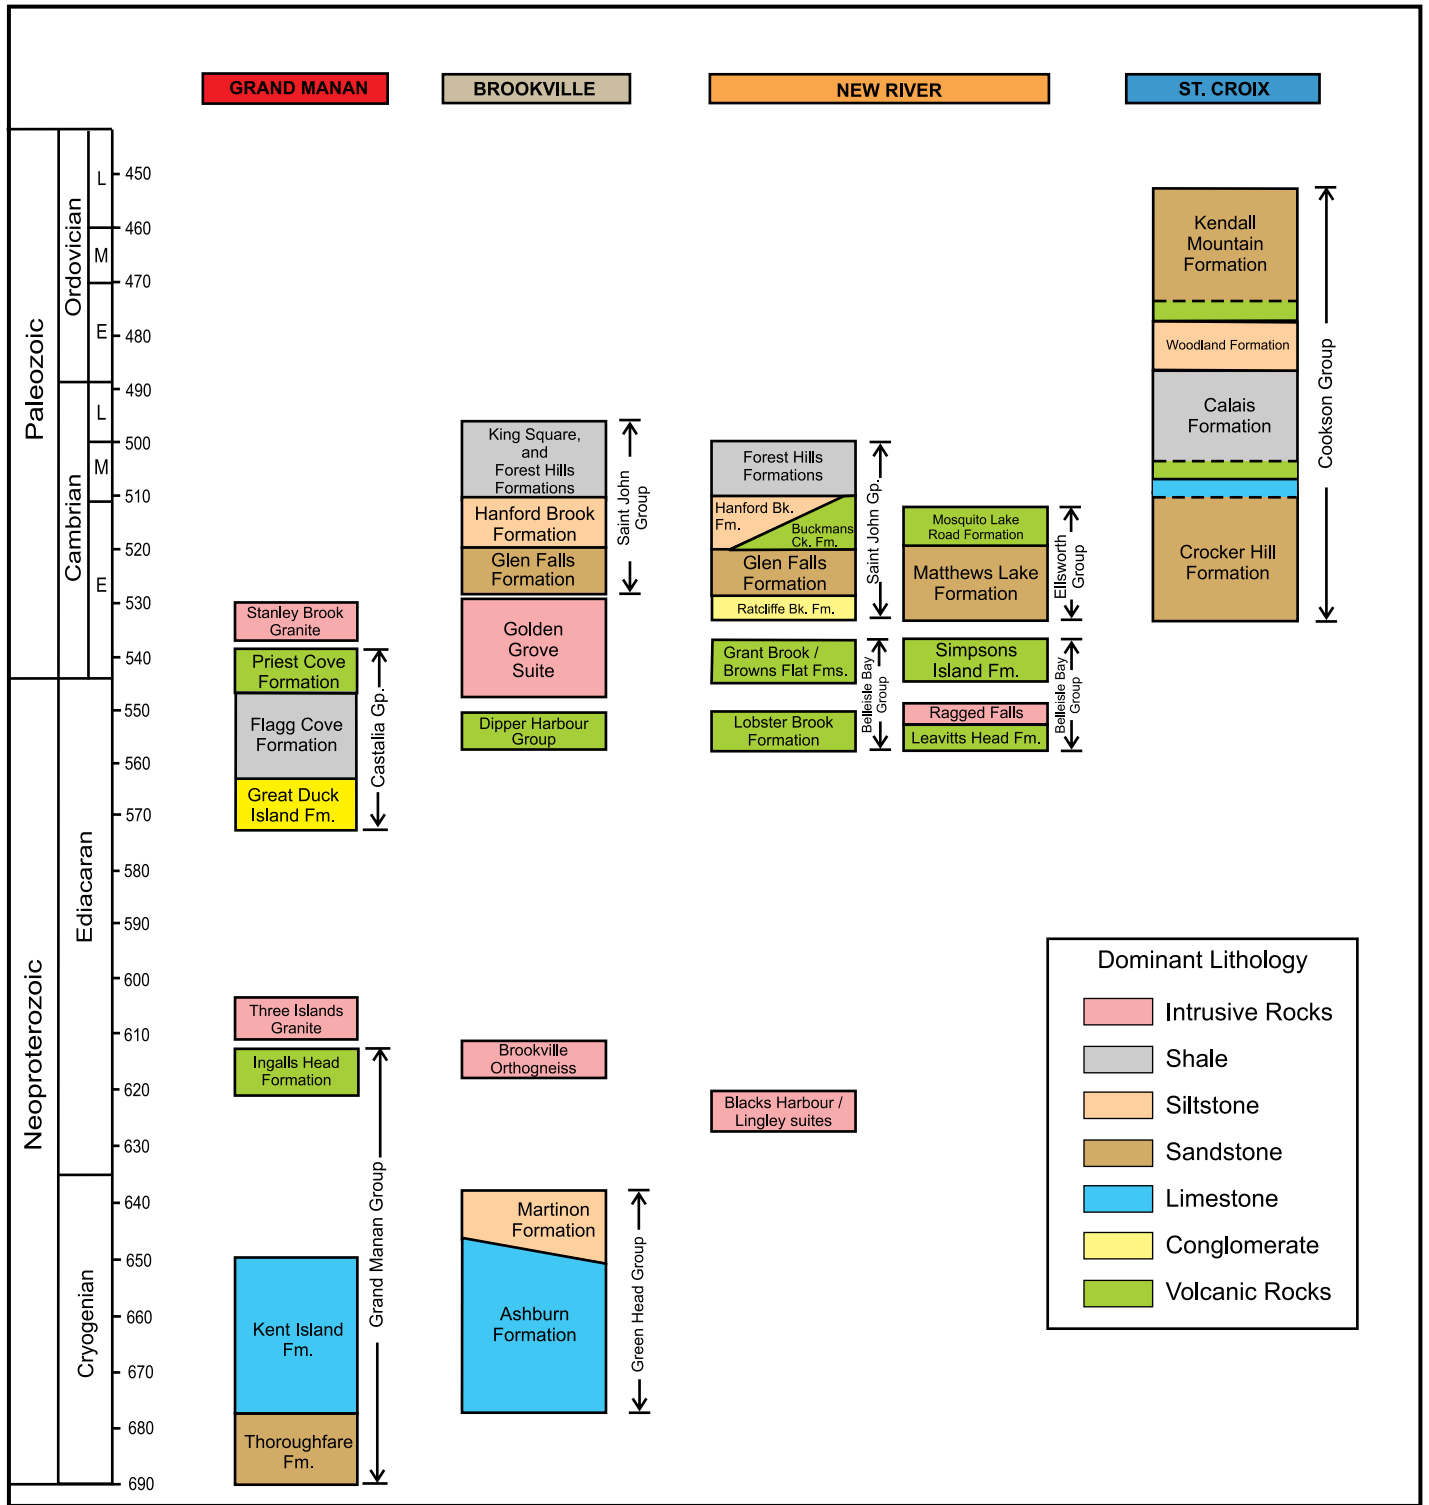 GRAND MANAN
BROOKVILLE
NEW RIVER
ST. CROIX
Paleozoic
Neoproterozoic
Ordovician
Cambrian
Ediacaran
Cryogenian
L
M
E
L
M
E
450
460
470
480
490
500
510
520
530
540
550
560
570
580
590
600
610
620
630
640
650
660
670
680
690
Stanley Brook
Granite
Priest Cove
Formation
Flagg Cove
Formation
Great Duck
Island Fm.
Castalia Gp.
Three Islands
Granite
Ingalls Head
Formation
Kent Island
Fm.
Thoroughfare
Fm.
Grand Manan Group
King Square,
and
Forest Hills
Formations
Hanford Brook
Formation
Glen Falls
Formation
Saint John
Group
Golden
Grove
Suite
Dipper Harbour
Group
Brookville
Orthogneiss
Martinon
Formation
Ashburn
Formation
Green Head Group
Forest Hills
Formations
Hanford Bk.
Fm.
Buckmans
Ck. Fm.
Glen Falls
Formation
Ratcliffe Bk. Fm.
Saint John Gp.
Grant Brook /
Browns Flat Fms.
Lobster Brook
Formation
Belleisle Bay
Group
Blacks Harbour /
Lingley suites
Mosquito Lake
Road Formation
Matthews Lake
Formation
Ellsworth
Group
Simpsons
Island Fm.
Ragged Falls
Leavitts Head Fm.
Belleisle Bay
Group
Kendall
Mountain
Formation
Woodland Formation
Calais
Formation
Crocker Hill
Formation
Cookson Group
Dominant Lithology
Intrusive Rocks
Shale
Siltstone
Sandstone
Limestone
Conglomerate
Volcanic Rocks